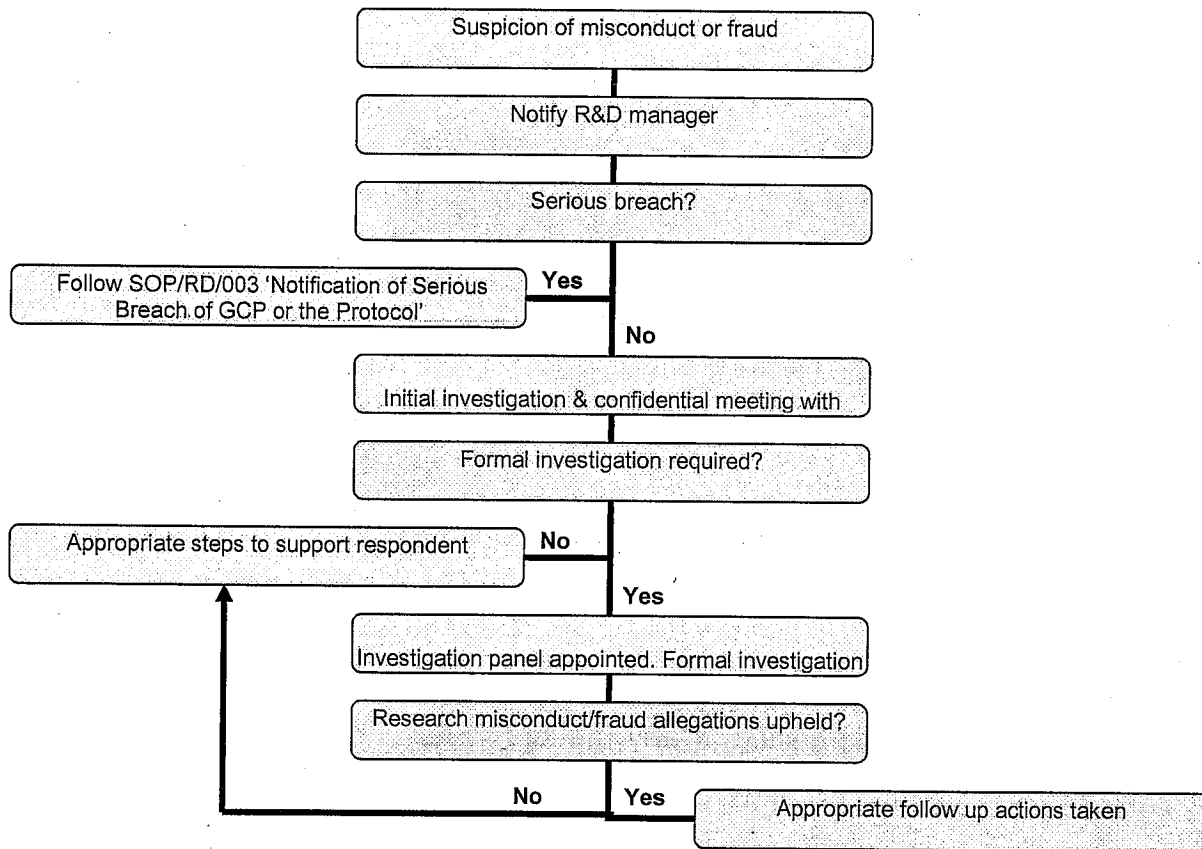 Suspicion of misconduct or fraud
Notify R&D manager
Serious breach?
Yes
Follow SOP/RD/003 ‘Notification of Serious
Breach of GCP or the Protocol’
No
Initial investigation & confidential meeting with
Formal investigation required?
No
Appropriate steps to support respondent
Yes
Investigation panel appointed. Formal investigation
Research misconduct/fraud allegations upheld?
No
Yes
Appropriate follow up actions taken